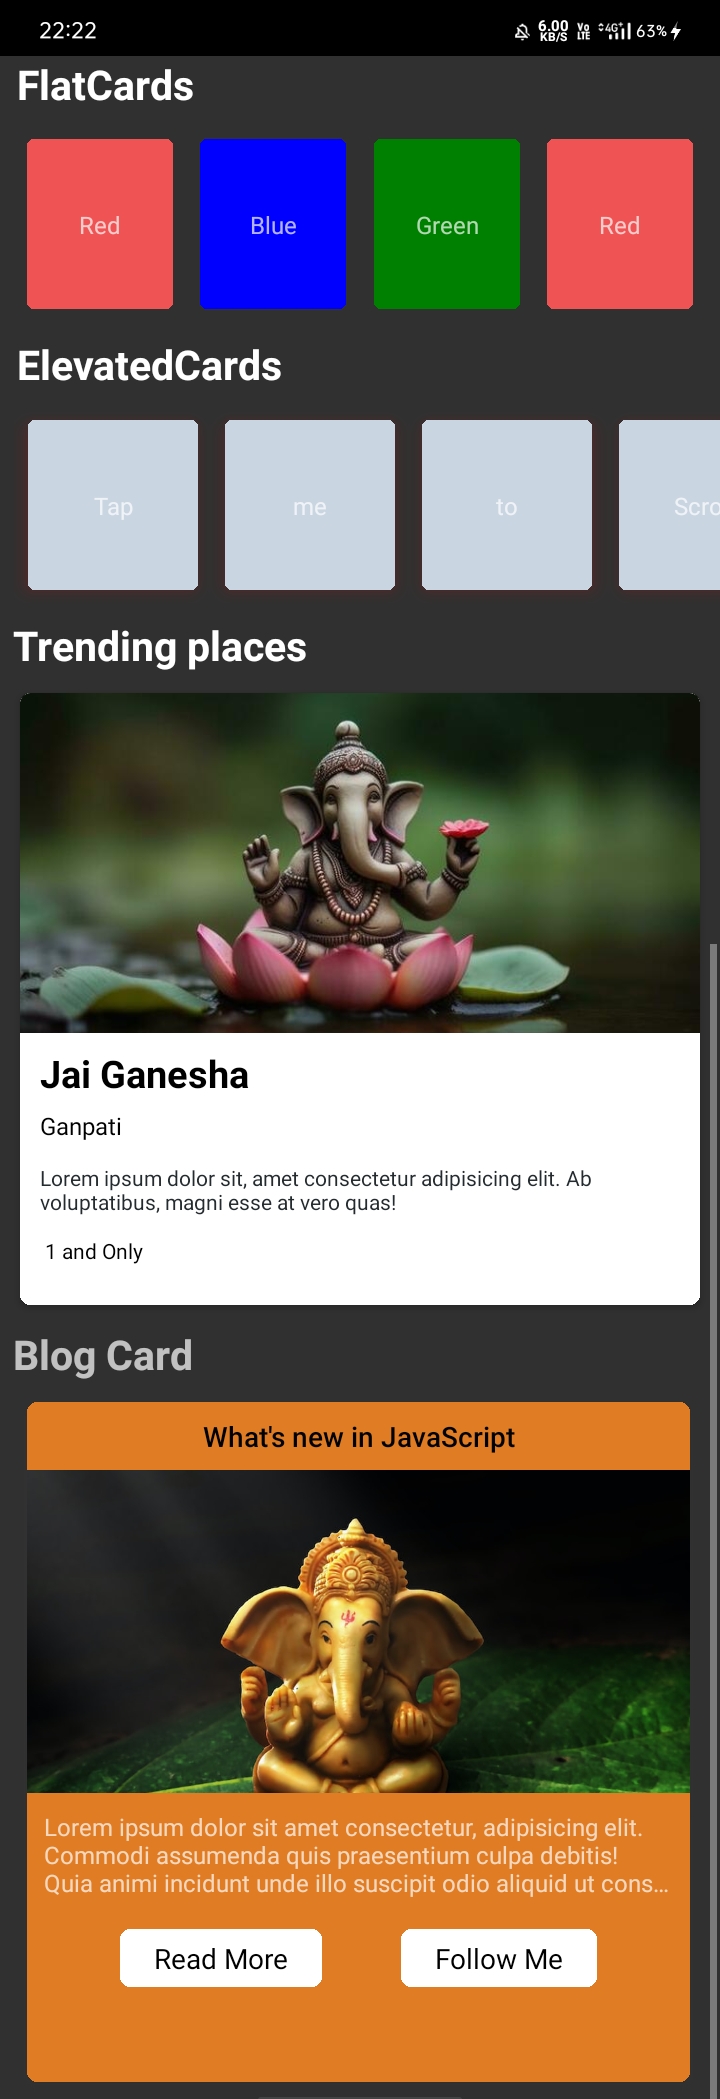 22:22
6.00
KB/S
Vo
LTE
4G+
63%
FlatCards
Red
Blue
Green
Red
ElevatedCards
Tap
me
to
Scro
Trending places
Jai Ganesha
Ganpati
Lorem ipsum dolor sit, amet consectetur adipisicing elit. Ab
voluptatibus, magni esse at vero quas!
1 and Only
Blog Card
What's new in JavaScript
Lorem ipsum dolor sit amet consectetur, adipisicing elit.
Commodi assumenda quis praesentium culpa debitis!
Quia animi incidunt unde illo suscipit odio aliquid ut cons…
Read More
Follow Me